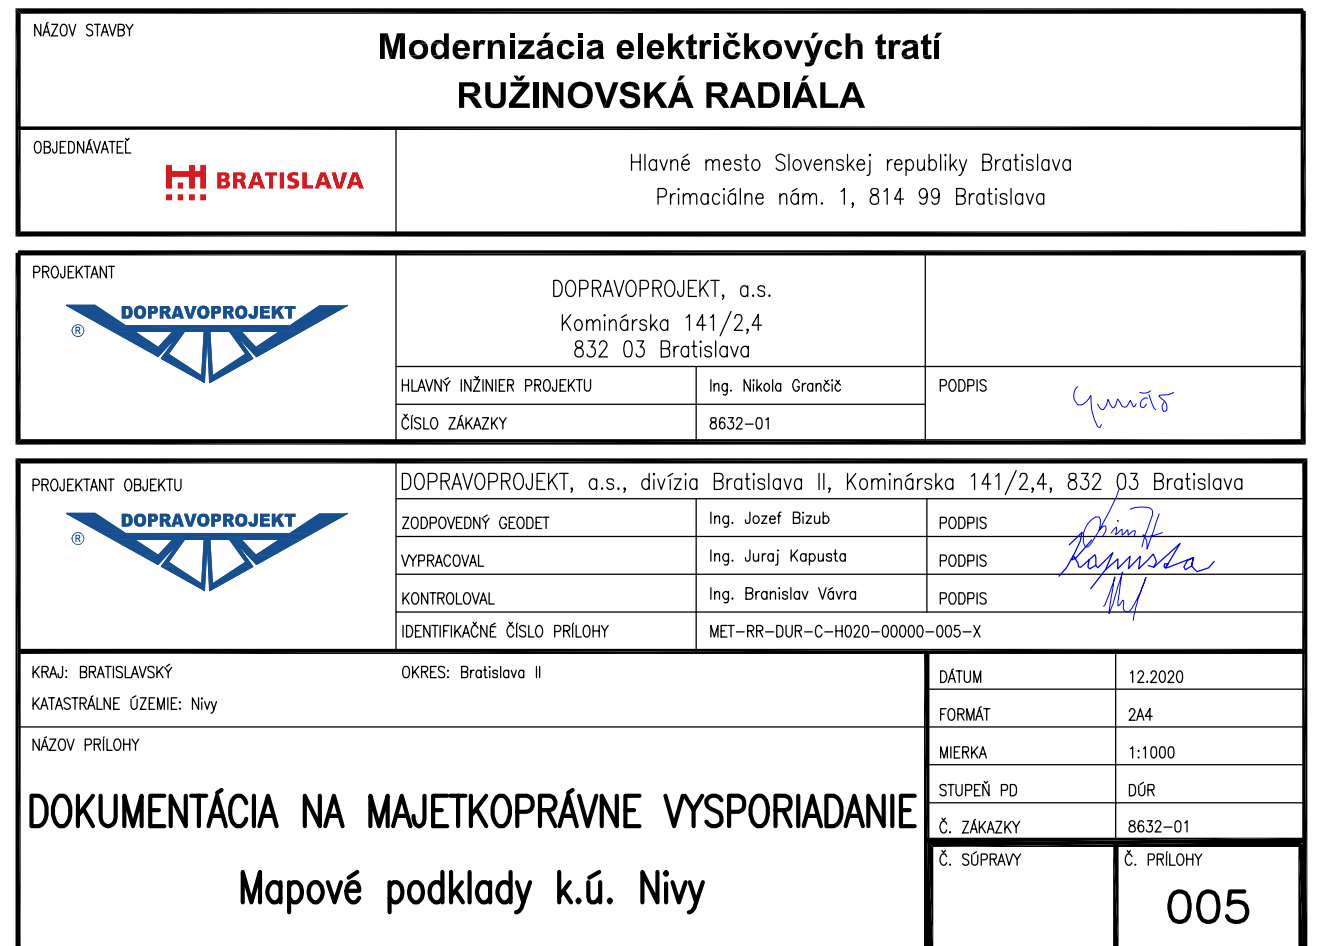 NÁZOV STAVBY
Modernizácia električkových tratí
RUŽINOVSKÁ RADIÁLA
OBJEDNÁVATEĽ
BRATISLAVA
Hlavné mesto Slovenskej republiky Bratislava
Primaciálne nám. 1, 814 99 Bratislava
PROJEKTANT
DOPRAVOPROJEKT
®
DOPRAVOPROJEKT, a.s.
Kominárska 141/2,4
832 03 Bratislava
HLAVNÝ INŽINIER PROJEKTU Ing. Nikola Grančič PODPIS
ČÍSLO ZÁKAZKY 8632-01
PROJEKTANT OBJEKTU
DOPRAVOPROJEKT
®
DOPRAVOPROJEKT, a.s., divízia Bratislava II, Kominárska 141/2,4, 832 03 Bratislava
ZODPOVEDNÝ GEODET Ing. Jozef Bizub PODPIS
VYPRACOVAL Ing. Juraj Kapusta PODPIS Kapusta
KONTROLOVAL Ing. Branislav Vávra PODPIS
IDENTIFIKAČNÉ ČÍSLO PRÍLOHY MET-RR-DUR-C-H020-00000-005-X
KRAJ: BRATISLAVSKÝ OKRES: Bratislava II
KATASTRÁLNE ÚZEMIE: Nivy
DÁTUM 12.2020
FORMÁT 2A4
MIERKA 1:1000
STUPEŇ PD DÚR
Č. ZÁKAZKY 8632-01
NÁZOV PRÍLOHY
DOKUMENTÁCIA NA MAJETKOPRÁVNE VYSPORIADANIE
Mapové podklady k.ú. Nivy
Č. SÚPRAVY
Č. PRÍLOHY
005